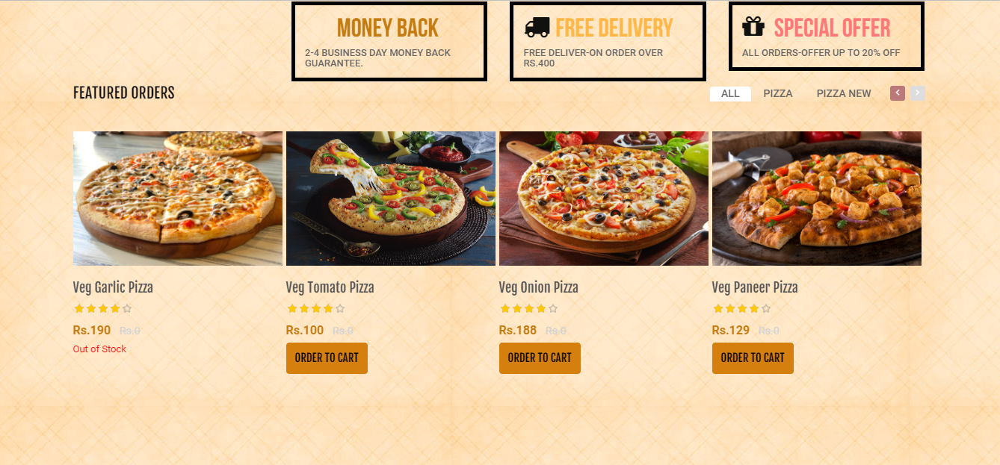 MONEY BACK
2-4 BUSINESS DAY MONEY BACK
GUARANTEE.
FREE DELIVERY
FREE DELIVER-ON ORDER OVER
RS.400
SPECIAL OFFER
ALL ORDERS-OFFER UP TO 20% OFF
FEATURED ORDERS
ALL PIZZA PIZZA NEW
Veg Garlic Pizza
Rs.190 Rs.0
Out of Stock
Veg Tomato Pizza
Rs.100 Rs.0
ORDER TO CART
Veg Onion Pizza
Rs.188 Rs.0
ORDER TO CART
Veg Paneer Pizza
Rs.129 Rs.0
ORDER TO CART